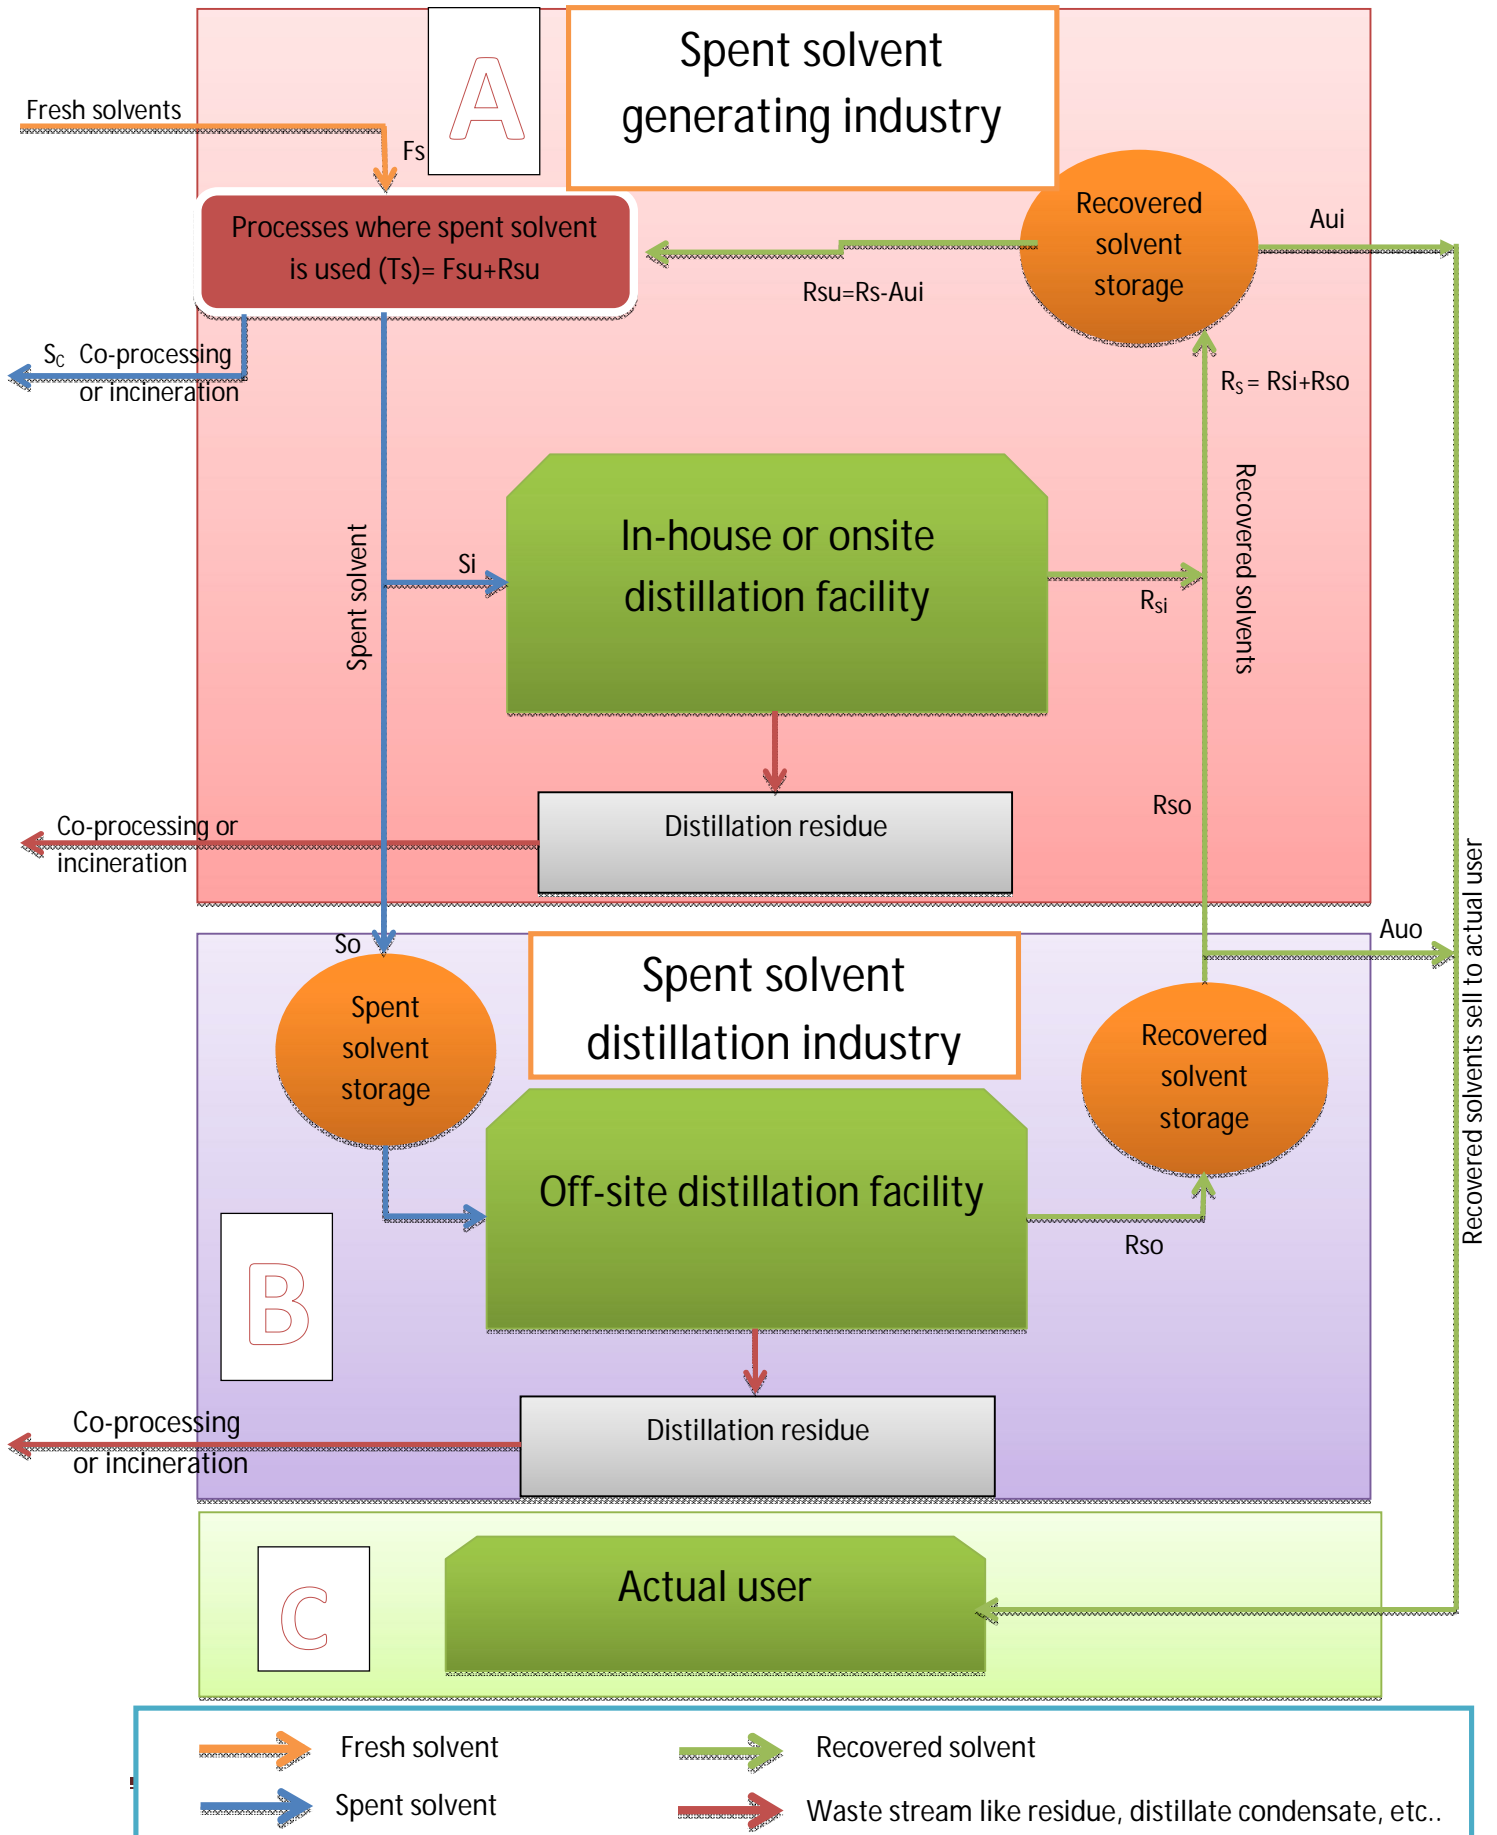 A
Spent solvent
generating industry
Fresh solvents
Fs
Processes where spent solvent
is used (Ts)= Fsu+Rsu
Recovered
solvent
storage
Aui
Rsu=Rs-Aui
SC Co-processing
or incineration
RS = Rsi+Rso
Spent solvent
Si
In-house or onsite
distillation facility
Rsi
Recovered solvents
Rso
Distillation residue
Co-processing or
incineration
So
Auo
Recovered solvents sell to actual user
Spent solvent
distillation industry
Spent
solvent
storage
Recovered
solvent
storage
Off-site distillation facility
Rso
B
Distillation residue
Co-processing
or incineration
C
Actual user
Fresh solvent
Recovered solvent
Spent solvent
Waste stream like residue, distillate condensate, etc..